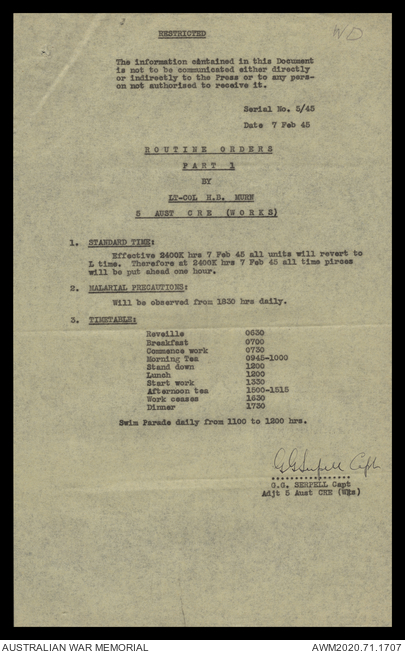 RESTRICTED
WD
The information contained in this Document
is not to be communicated either directly
or indirectly to the Press or to any pers-
on not authorised to receive it.
Serial No. 5/45
Date 7 Feb 45
ROUTINE ORDERS
PART 1
BY
LT-COL H.B. MURN
5 AUST CRE (WORKS)
1. STANDARD TIME:
Effective 2400K hrs 7 Feb 45 all units will revert to
L time. Therefore at 2400K hrs 7 Feb 45 all time pieces
will be put ahead one hour.
2. MALARIAL PRECAUTIONS:
Will be observed from 1830 hrs daily.
3. TIMETABLE:
Reveille 0630
Breakfast 0700
Commence work 0730
Morning Tea 0945-1000
Stand down 1200
Lunch 1200
Start work 1330
Afternoon tea 1500-1515
Work ceases 1630
Dinner 1730
Swim Parade daily from 1100 to 1200 hrs.
G G Serpell Capt
G.G. SERPELL Capt
Adjt 5 Aust CRE (Wks)
AUSTRALIAN WAR MEMORIAL AWM2020.71.1707